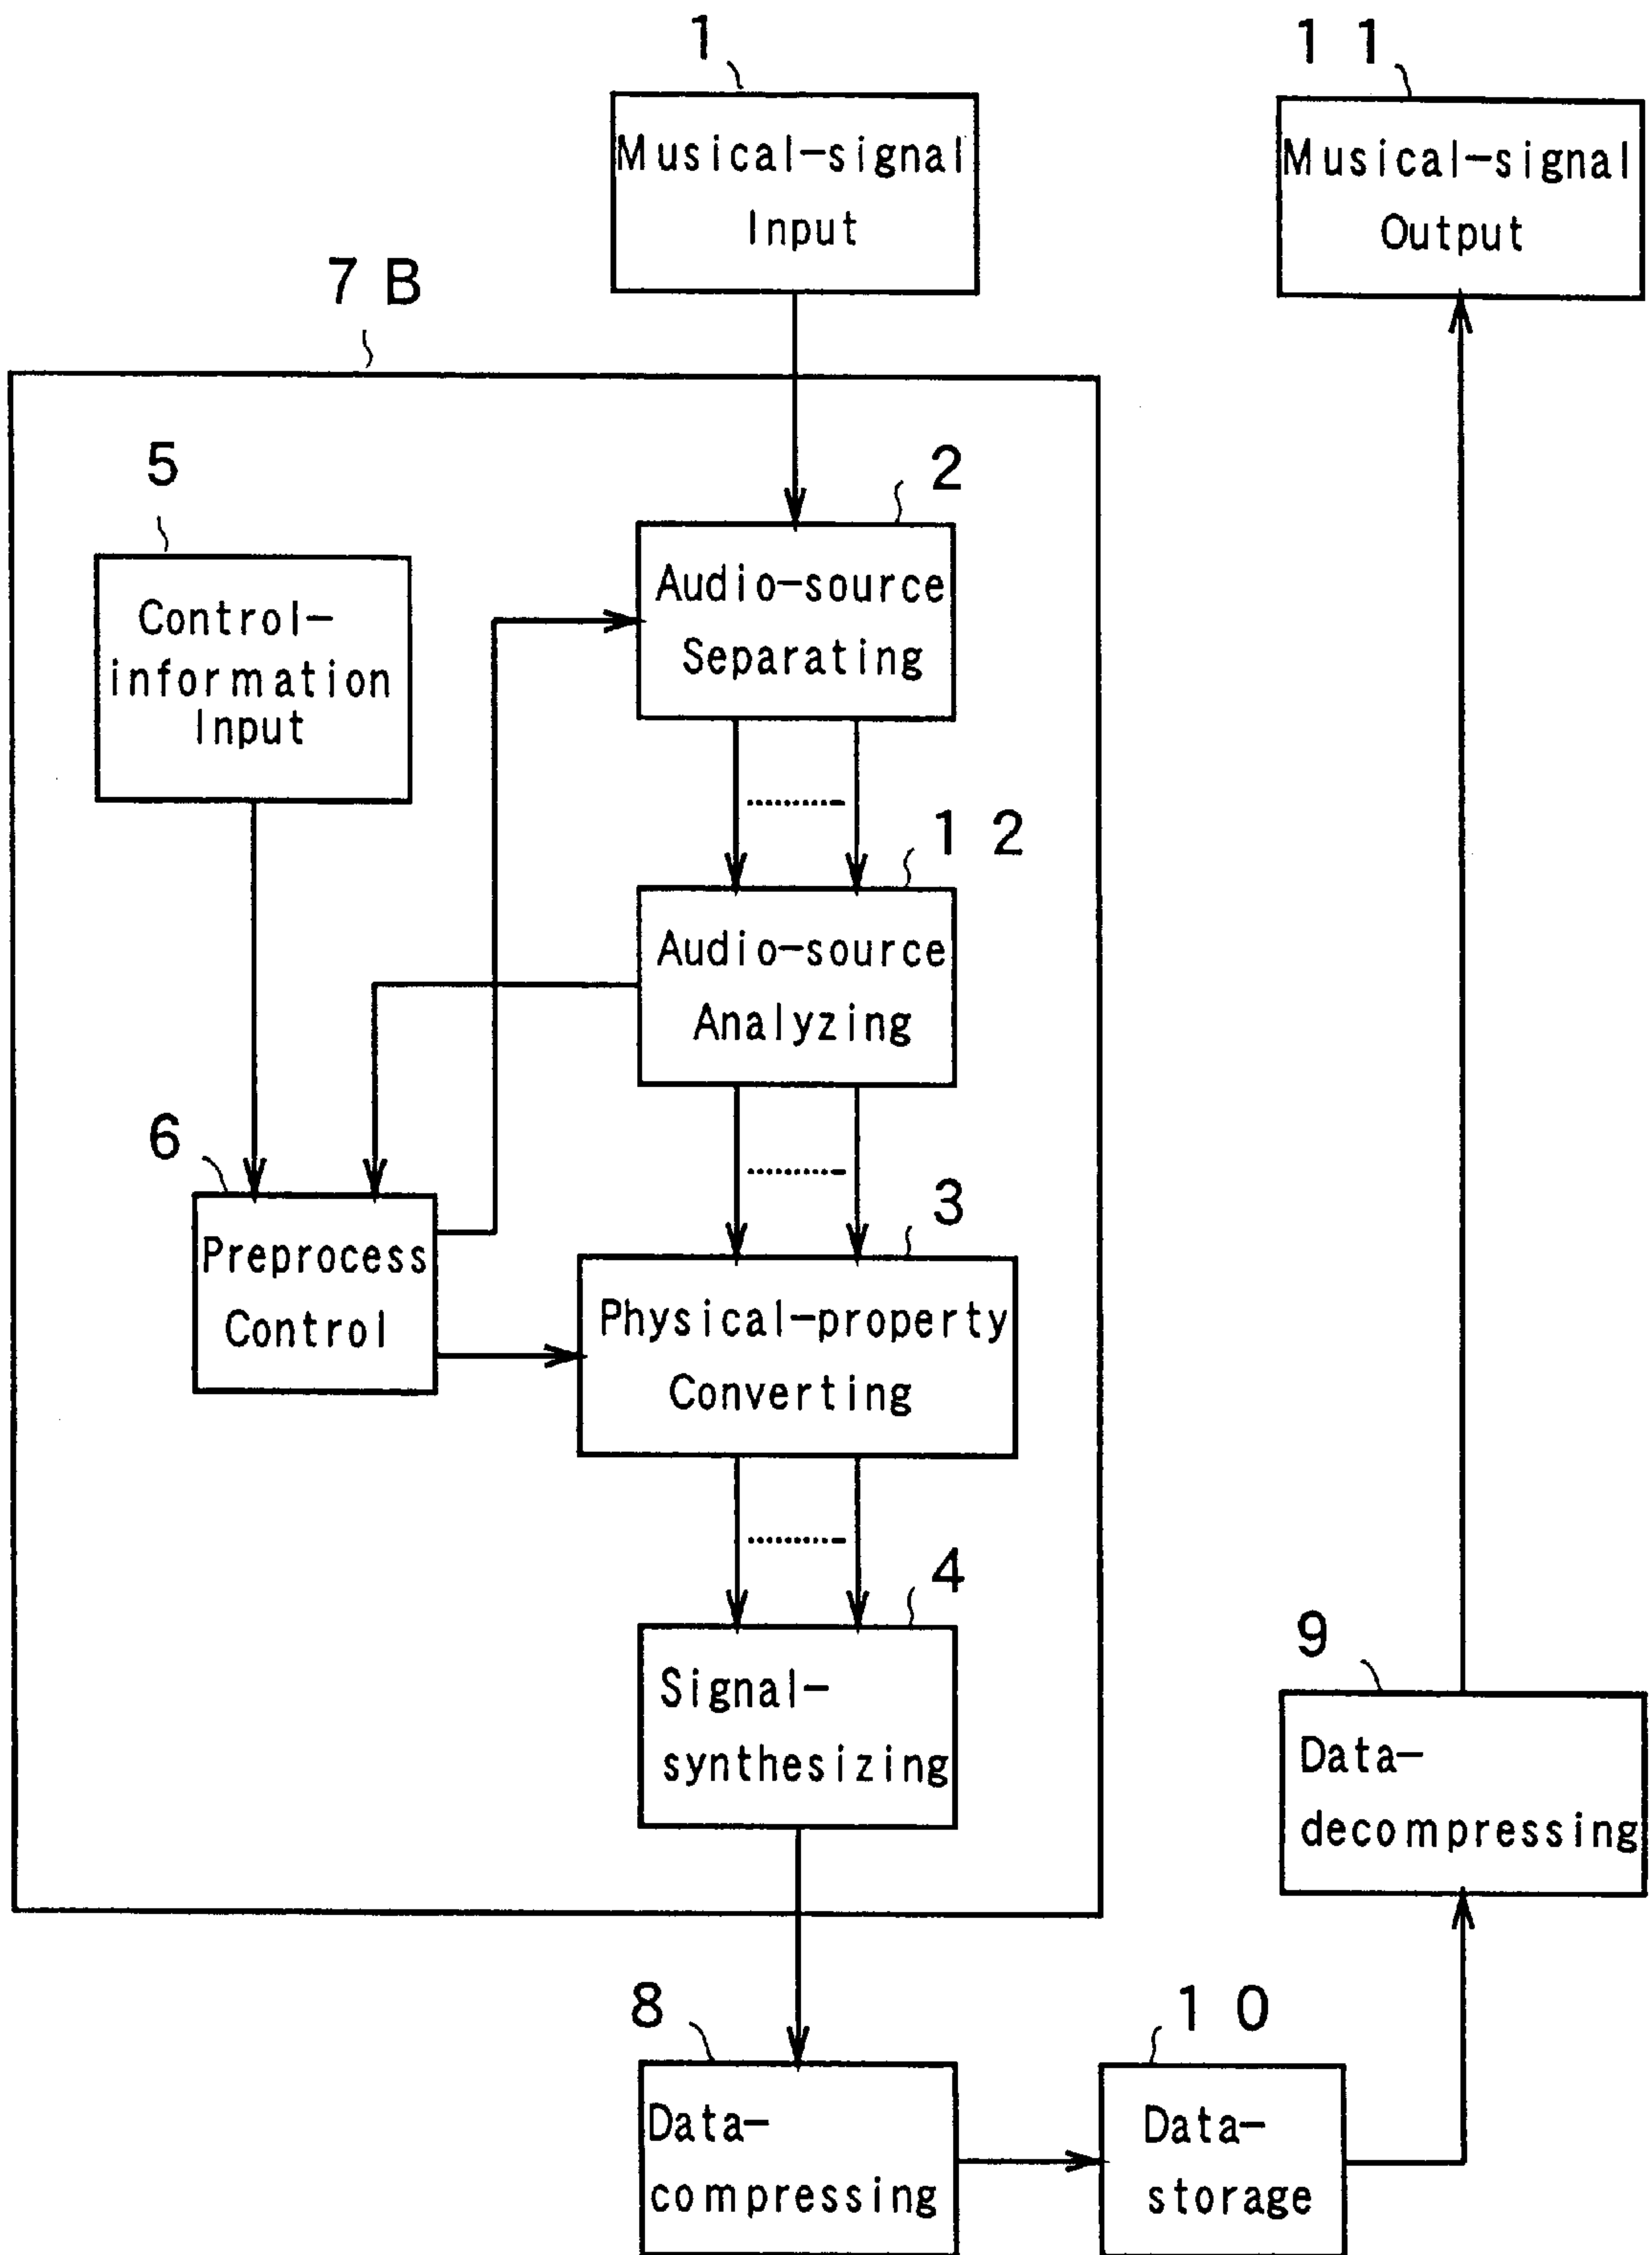 1
Musical-signal
Input
1 1
Musical-signal
Output
7 B
5
Control-
information
Input
2
Audio-source
Separating
1 2
Audio-source
Analyzing
6
Preprocess
Control
3
Physical-property
Converting
4
Signal-
synthesizing
9
Data-
decompressing
8
Data-
compressing
1 0
Data-
storage